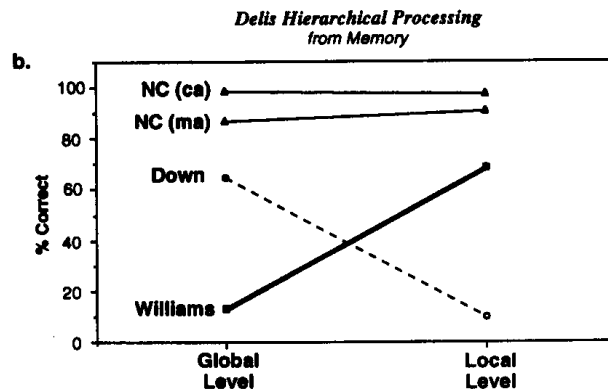 Delis Hierarchical Processing
from Memory
b.
100
80
60
40
20
0
% Correct
NC (ca)
NC (ma)
Down
Williams
Global
Level
Local
Level